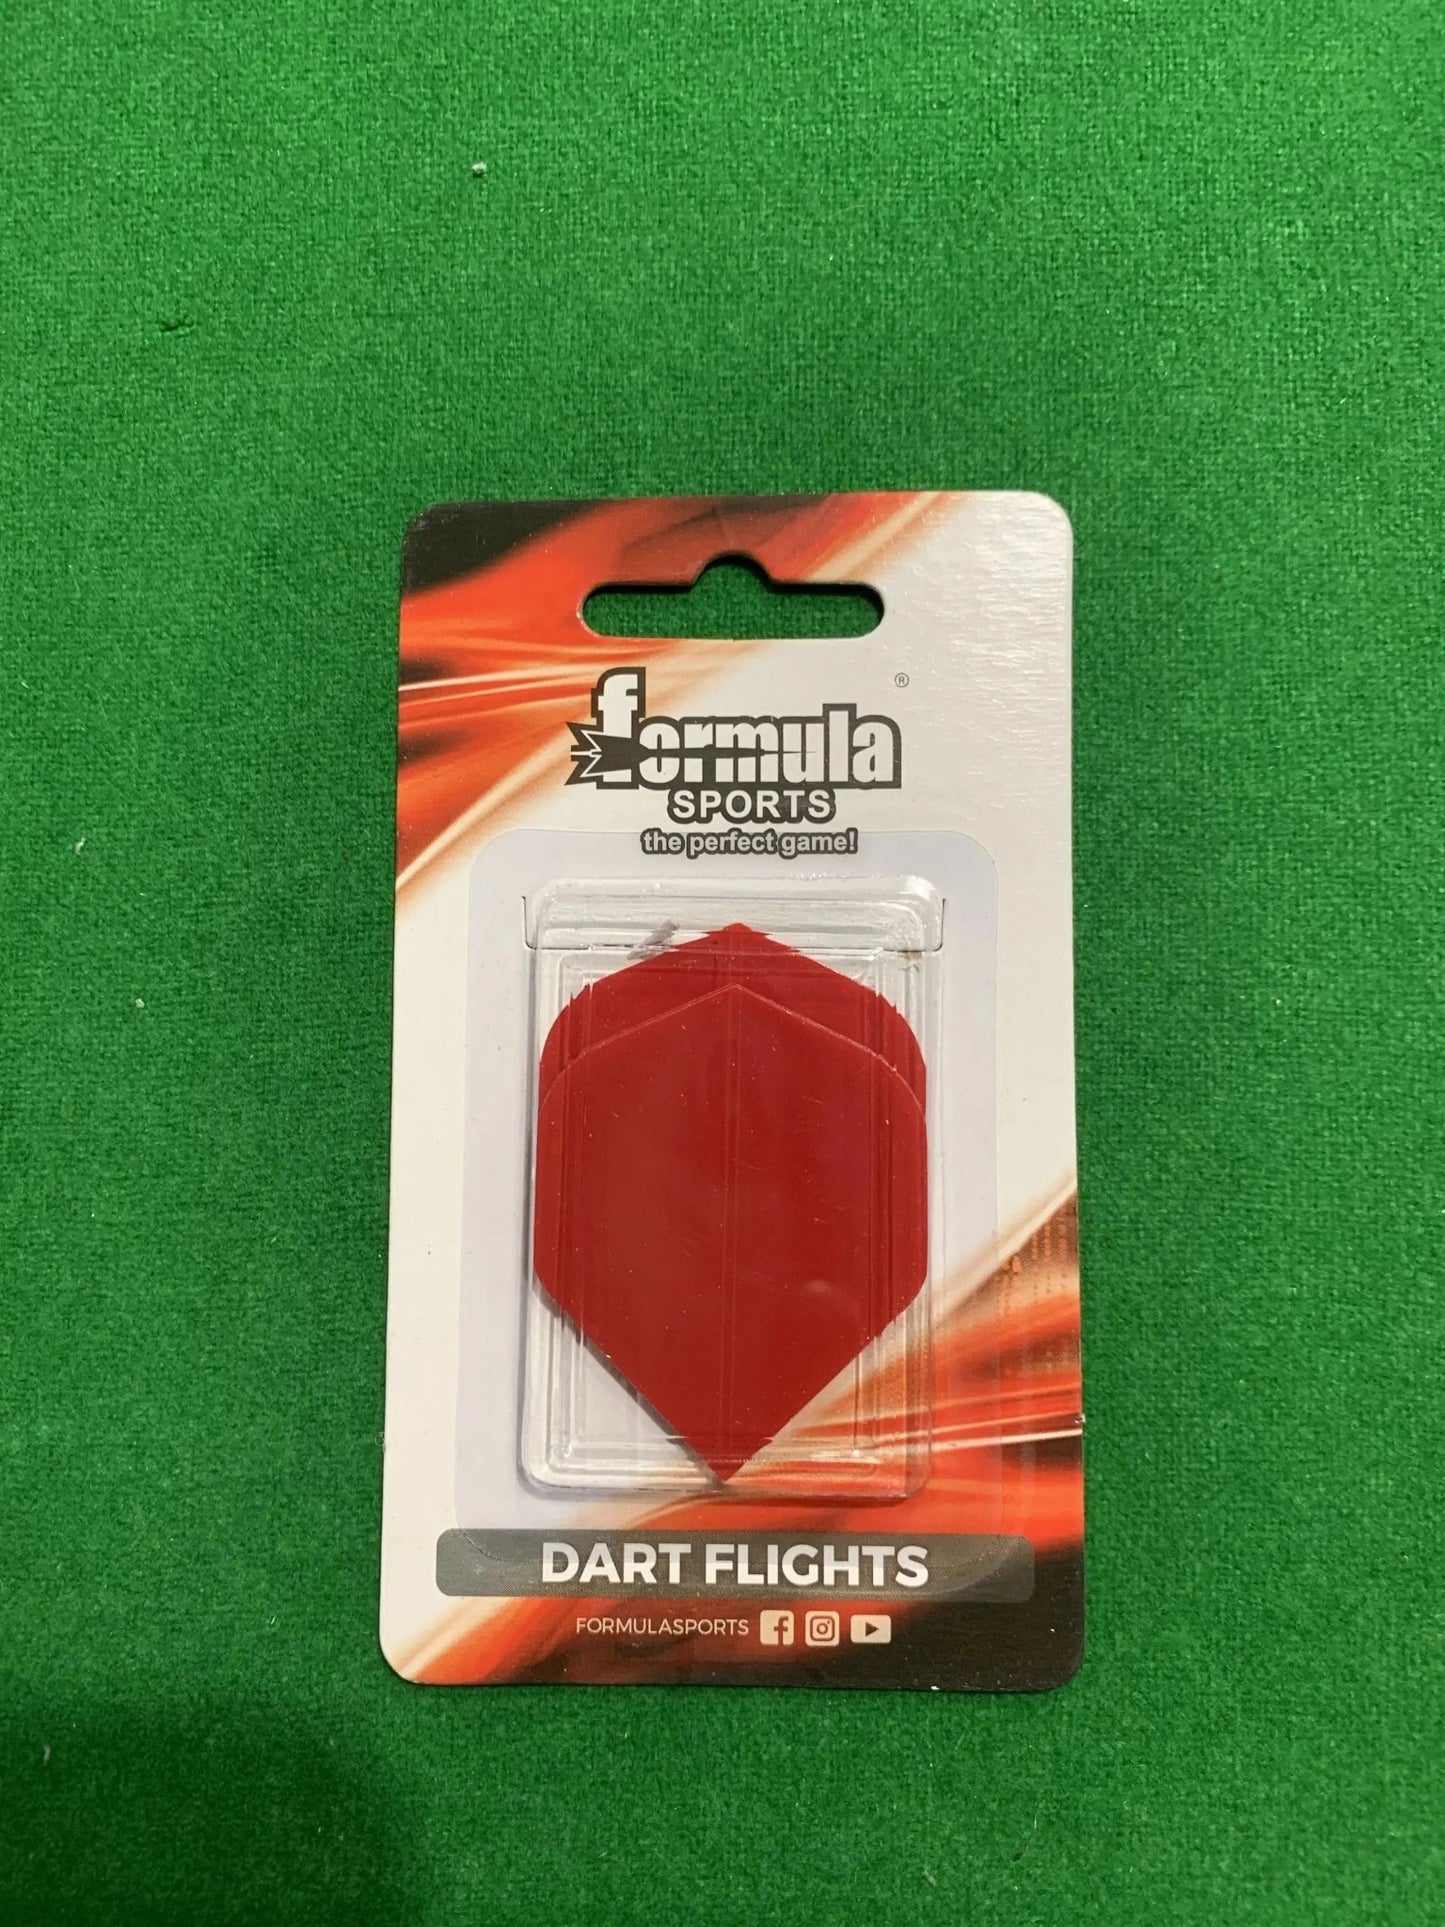 formula ®
SPORTS
the perfect game!
DART FLIGHTS
FORMULASPORTS